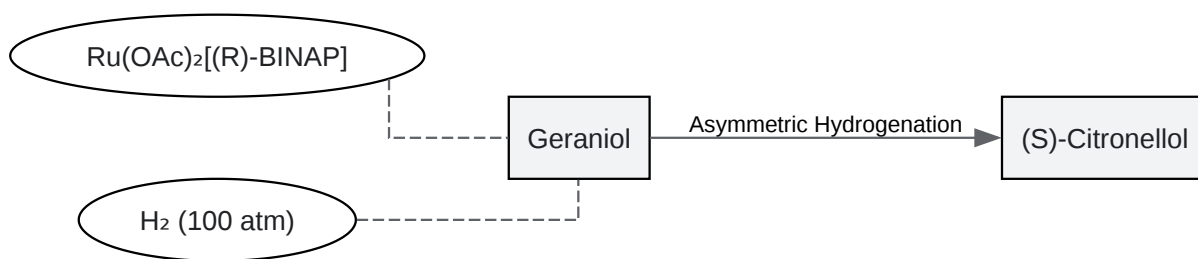 Ru(OAc)₂[(R)-BINAP]
Geraniol
Asymmetric Hydrogenation
(S)-Citronellol
H₂ (100 atm)